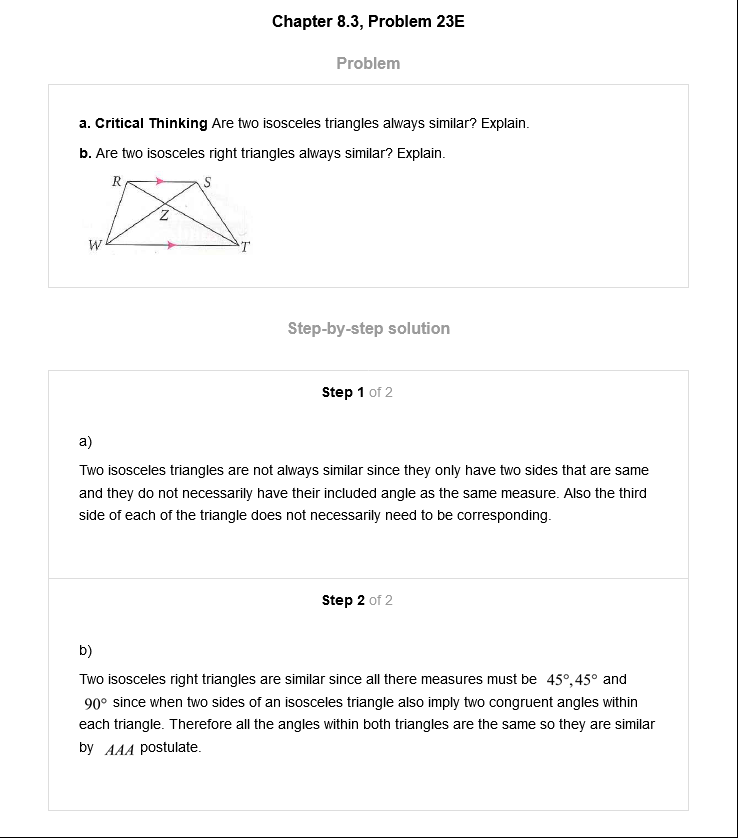 Chapter 8.3, Problem 23E
Problem
a. Critical Thinking Are two isosceles triangles always similar? Explain.
b. Are two isosceles right triangles always similar? Explain.
R
S
Z
W
T
Step-by-step solution
Step 1 of 2
a)
Two isosceles triangles are not always similar since they only have two sides that are same
and they do not necessarily have their included angle as the same measure. Also the third
side of each of the triangle does not necessarily need to be corresponding.
Step 2 of 2
b)
Two isosceles right triangles are similar since all there measures must be 45°,45° and
90° since when two sides of an isosceles triangle also imply two congruent angles within
each triangle. Therefore all the angles within both triangles are the same so they are similar
by AAA postulate.